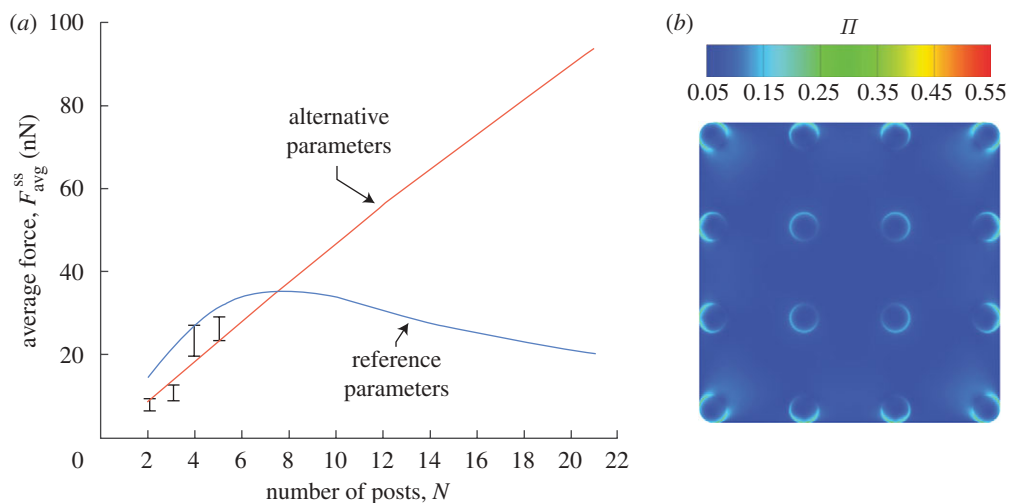 (a)
100
80
60
40
20
0
average force, F^ss_avg (nN)
alternative
parameters
reference
parameters
2 4 6 8 10 12 14 16 18 20 22
number of posts, N
(b)
Π
0.05 0.15 0.25 0.35 0.45 0.55